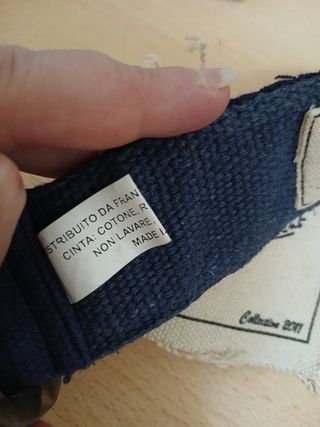 STRIBUITO DA FRAN
CINTA: COTONE, R
NON LAVARE,
MADE I
Collection 2011